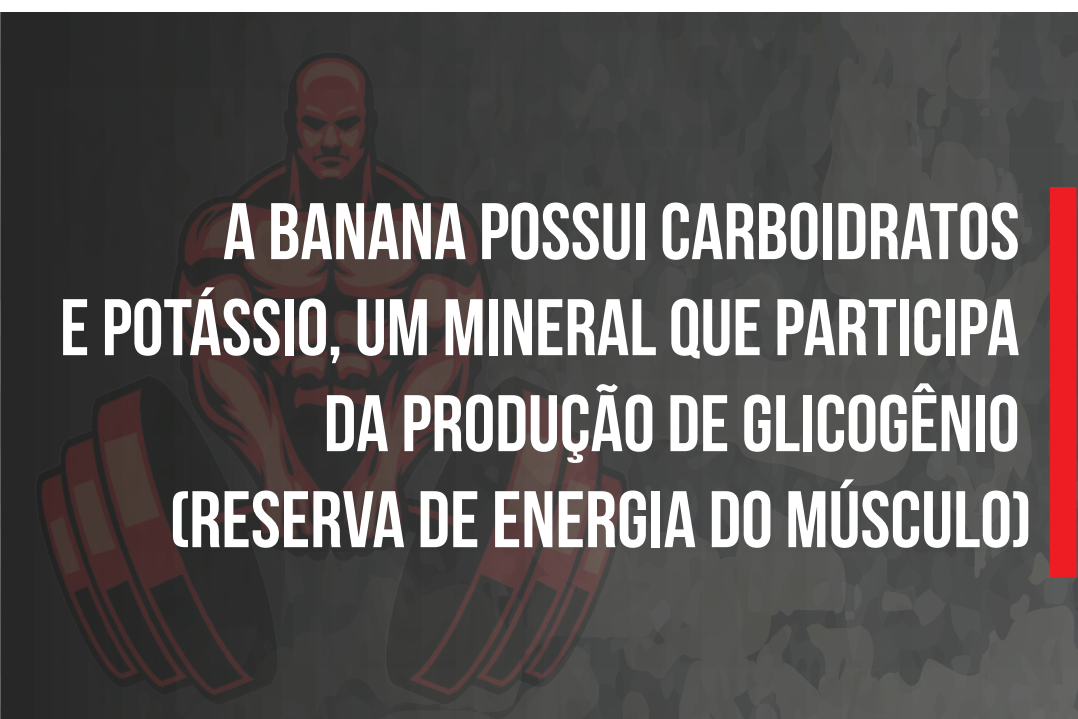 A BANANA POSSUI CARBOIDRATOS
E POTÁSSIO, UM MINERAL QUE PARTICIPA
DA PRODUÇÃO DE GLICOGÊNIO
(RESERVA DE ENERGIA DO MÚSCULO)